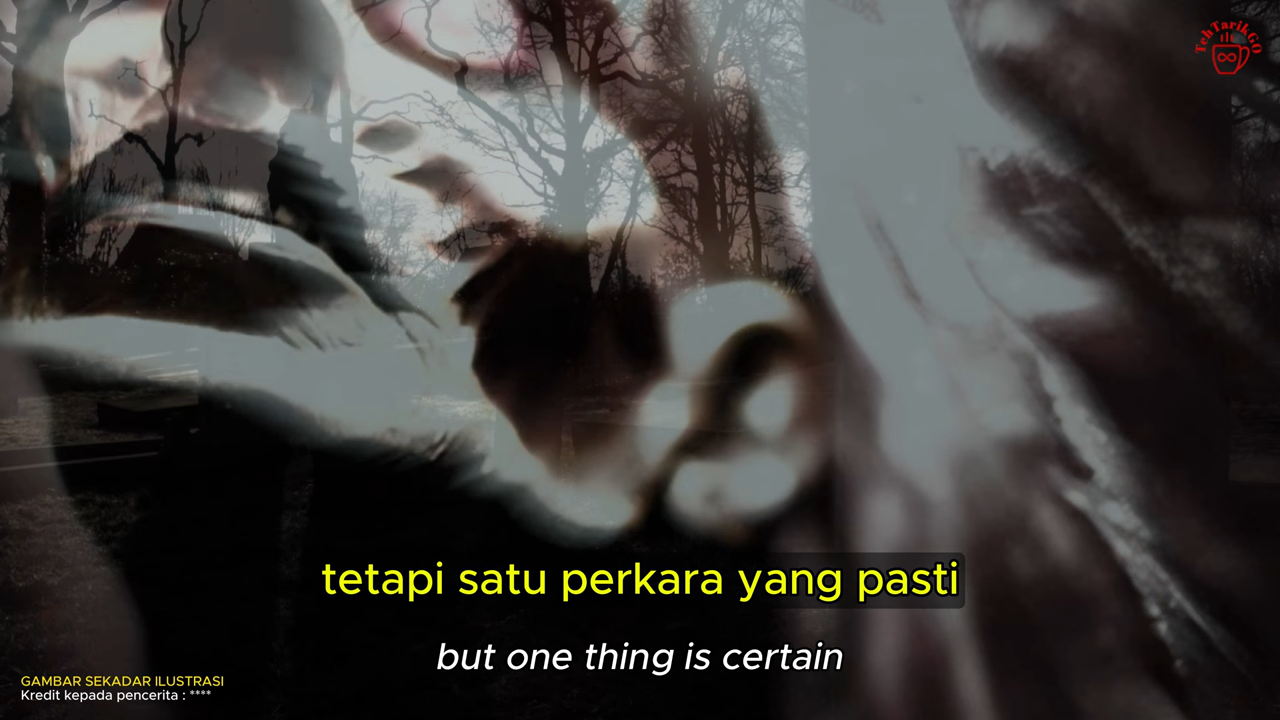 TehTarikGO
tetapi satu perkara yang pasti
but one thing is certain
GAMBAR SEKADAR ILUSTRASI
Kredit kepada pencerita : ****